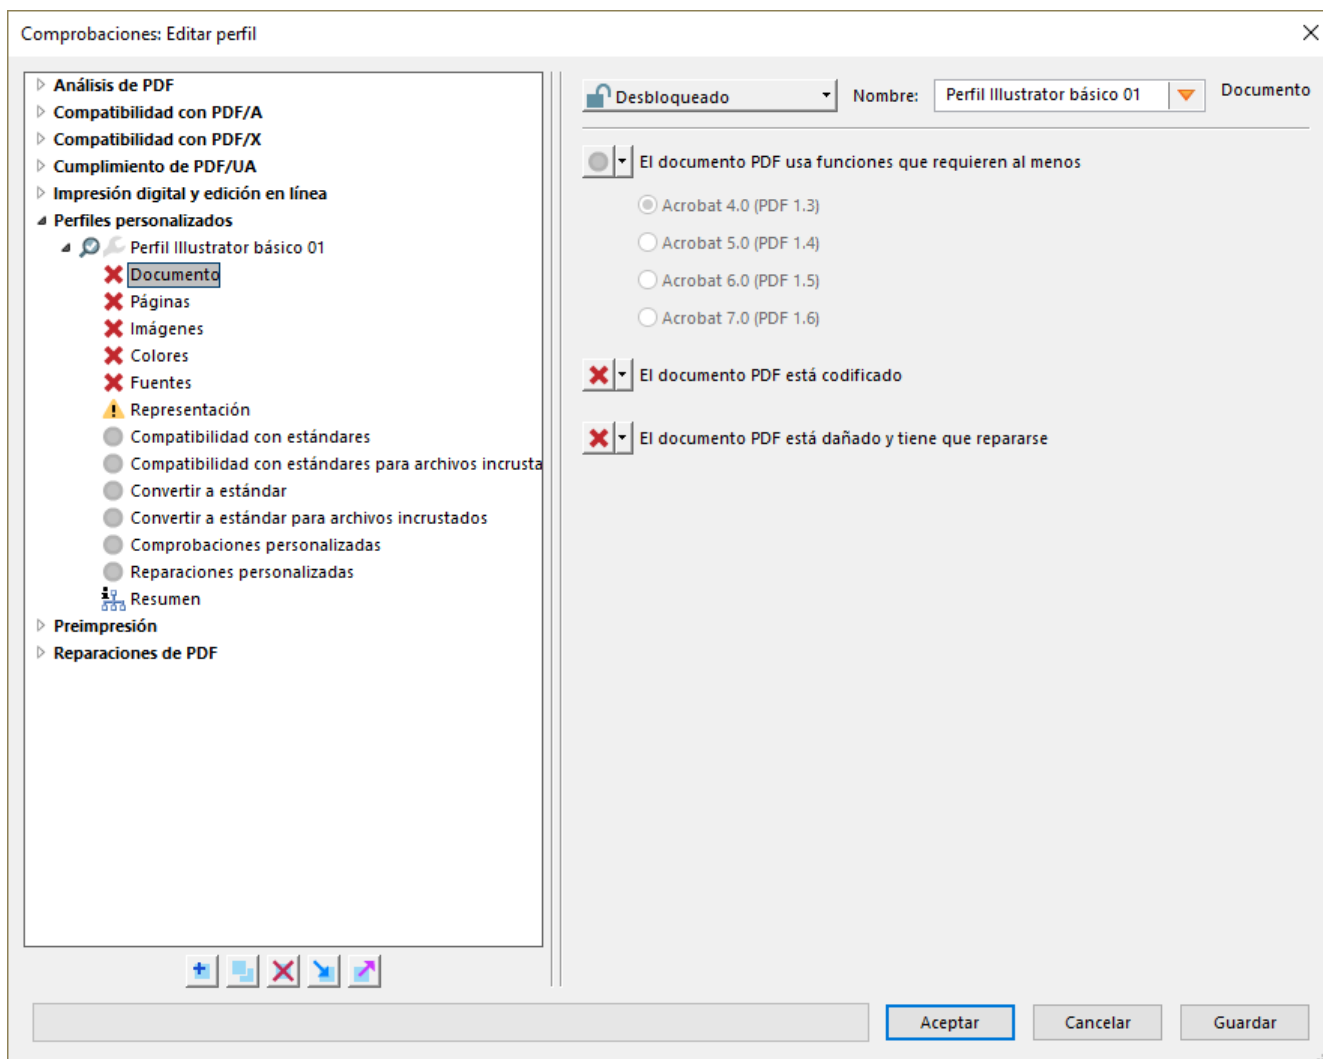 Comprobaciones: Editar perfil
Análisis de PDF
Compatibilidad con PDF/A
Compatibilidad con PDF/X
Cumplimiento de PDF/UA
Impresión digital y edición en línea
Perfiles personalizados
Perfil Illustrator básico 01
Documento
Páginas
Imágenes
Colores
Fuentes
Representación
Compatibilidad con estándares
Compatibilidad con estándares para archivos incrusta
Convertir a estándar
Convertir a estándar para archivos incrustados
Comprobaciones personalizadas
Reparaciones personalizadas
Resumen
Preimpresión
Reparaciones de PDF
Desbloqueado Nombre: Perfil Illustrator básico 01 Documento
El documento PDF usa funciones que requieren al menos
Acrobat 4.0 (PDF 1.3)
Acrobat 5.0 (PDF 1.4)
Acrobat 6.0 (PDF 1.5)
Acrobat 7.0 (PDF 1.6)
El documento PDF está codificado
El documento PDF está dañado y tiene que repararse
Aceptar Cancelar Guardar